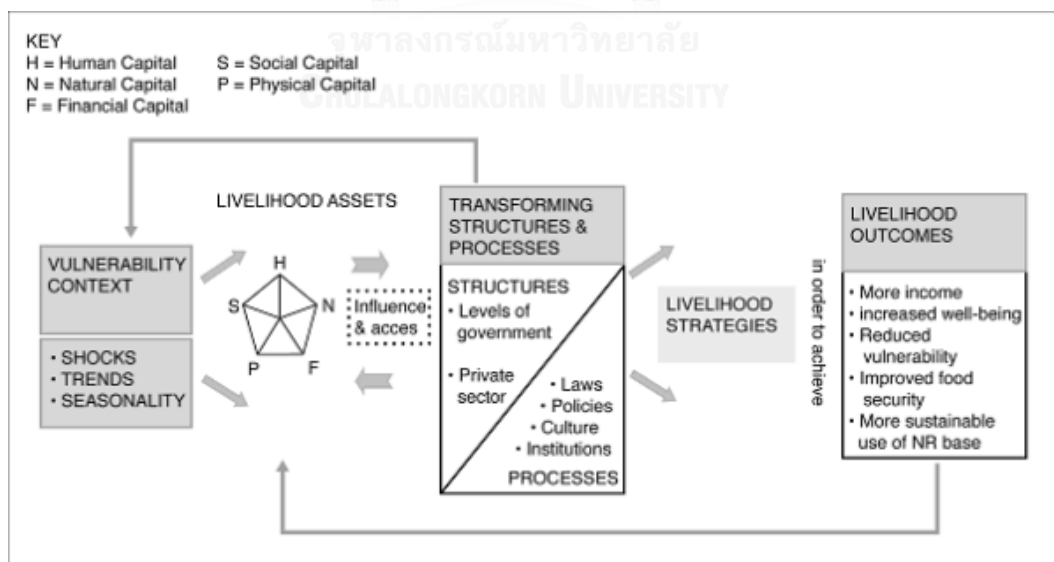 จุฬาลงกรณ์มหาวิทยาลัย
CHULALONGKORN UNIVERSITY
KEY
H = Human Capital
S = Social Capital
N = Natural Capital
P = Physical Capital
F = Financial Capital
LIVELIHOOD ASSETS
VULNERABILITY
CONTEXT
• SHOCKS
• TRENDS
• SEASONALITY
H
S
N
P
F
Influence
& acces
TRANSFORMING
STRUCTURES &
PROCESSES
STRUCTURES
• Levels of
government
• Private
sector
• Laws
• Policies
• Culture
• Institutions
PROCESSES
LIVELIHOOD
STRATEGIES
in order to achieve
LIVELIHOOD
OUTCOMES
• More income
• increased well-being
• Reduced
vulnerability
• Improved food
security
• More sustainable
use of NR base